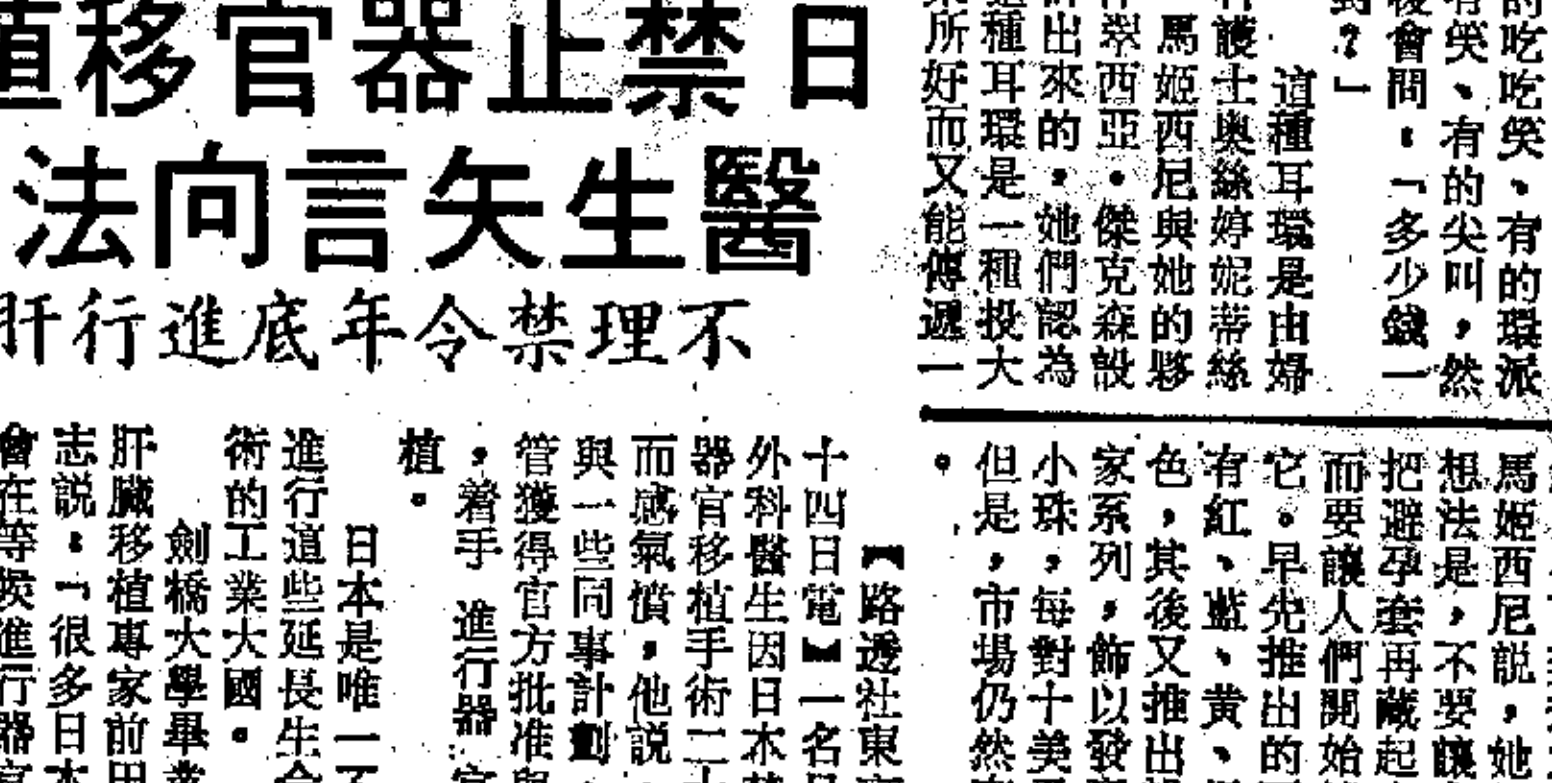 的吃吃笑、有的環派
有笑、有的尖叫，然
後會問：「多少錢一
對？」
這種耳環是由婦
科護士奧絲婷妮蒂絲
馬姬西尼與她的夥
伴翠西亞．傑克森設
計出來的，她們認為
這種耳環是一種投大
所好而又能傳遞一
馬姬西尼說，她
想法是，不要讓
把避孕套再藏起
而要讓人們開始
它。早先推出的
有紅、藍、黃、
色，其後又推出
家系列，飾以發
小珠，每對十美
但是，市場仍然
。
日禁止器官移植
醫生矢言向法
不理禁令年底進行肝
【路透社東
十四日電】一名
外科醫生因日本
器官移植手術二十
而感氣憤，他說
與一些同事計劃，
管獲得官方批准與
，着手進行器官
植。
日本是唯一不
進行這些延長生命
術的工業大國。
劍橋大學畢業
肝臟移植專家前田
志說：「很多日本
會在等候進行器官